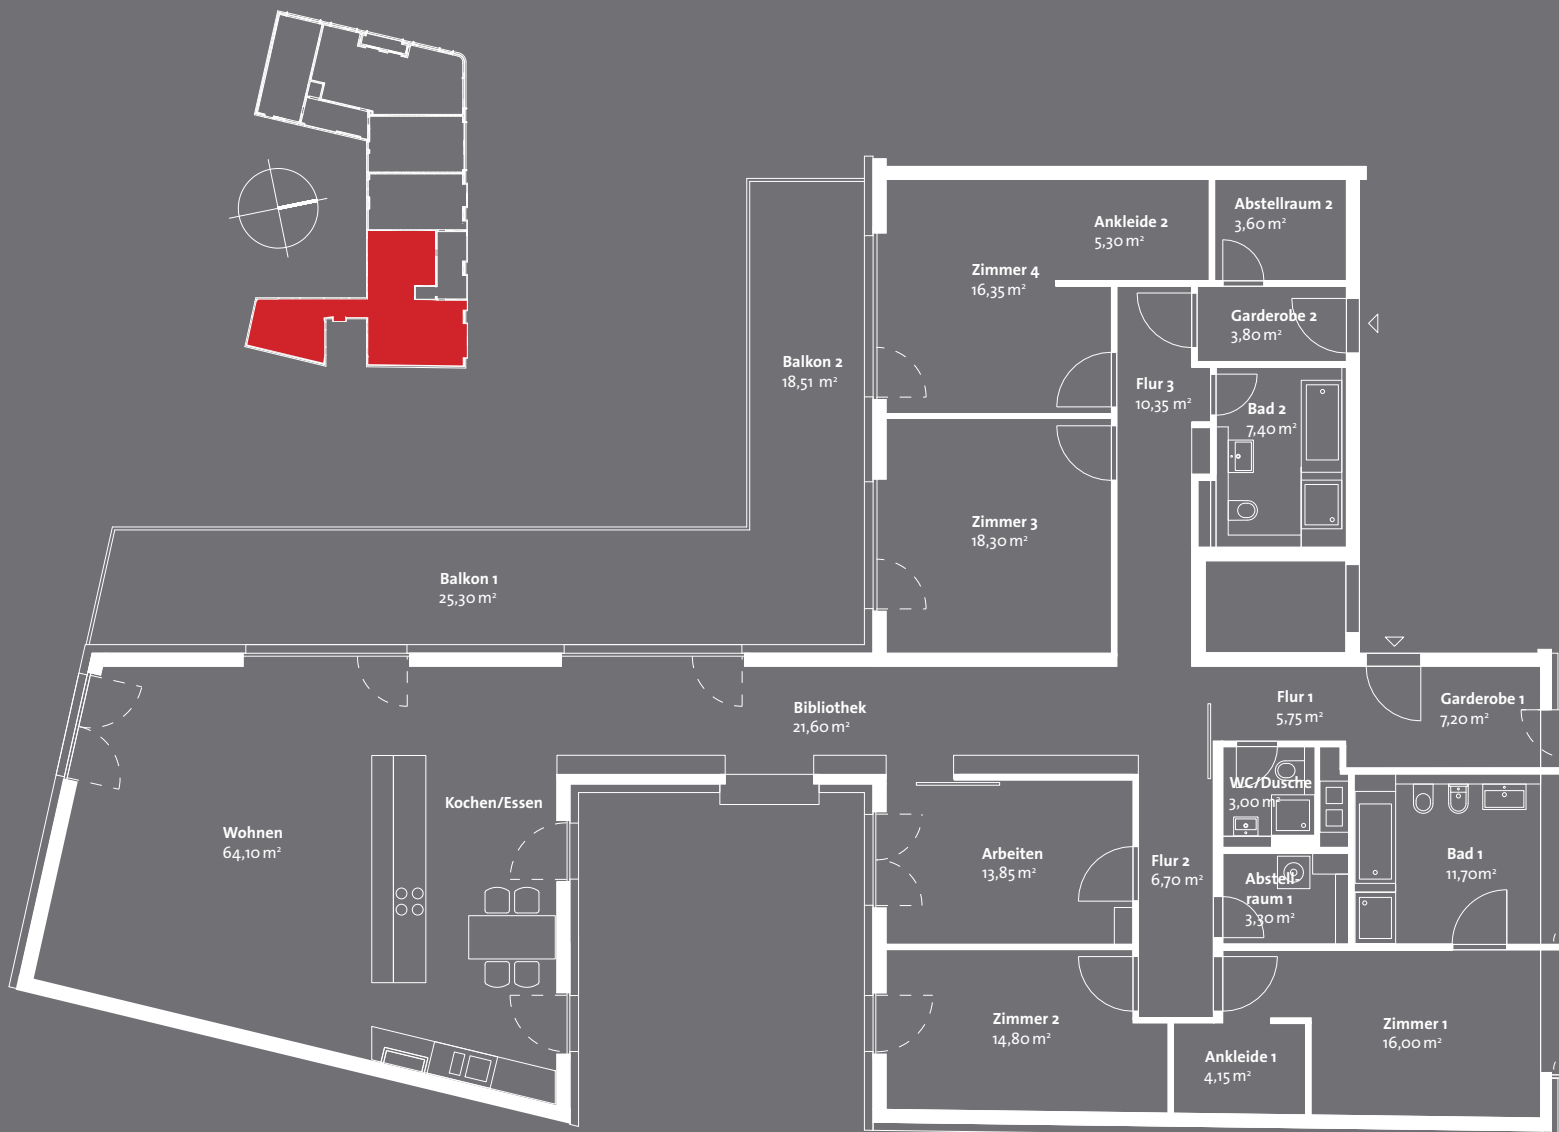 Abstellraum 2
3,60 m²
Ankleide 2
5,30 m²
Zimmer 4
16,35 m²
Garderobe 2
3,80 m²
Balkon 2
18,51 m²
Flur 3
10,35 m²
Bad 2
7,40 m²
Zimmer 3
18,30 m²
Balkon 1
25,30 m²
Bibliothek
21,60 m²
Flur 1
5,75 m²
Garderobe 1
7,20 m²
WC/Dusche
3,00 m²
Kochen/Essen
Wohnen
64,10 m²
Arbeiten
13,85 m²
Flur 2
6,70 m²
Abstell-
raum 1
3,30 m²
Bad 1
11,70m²
Zimmer 2
14,80 m²
Zimmer 1
16,00 m²
Ankleide 1
4,15 m²